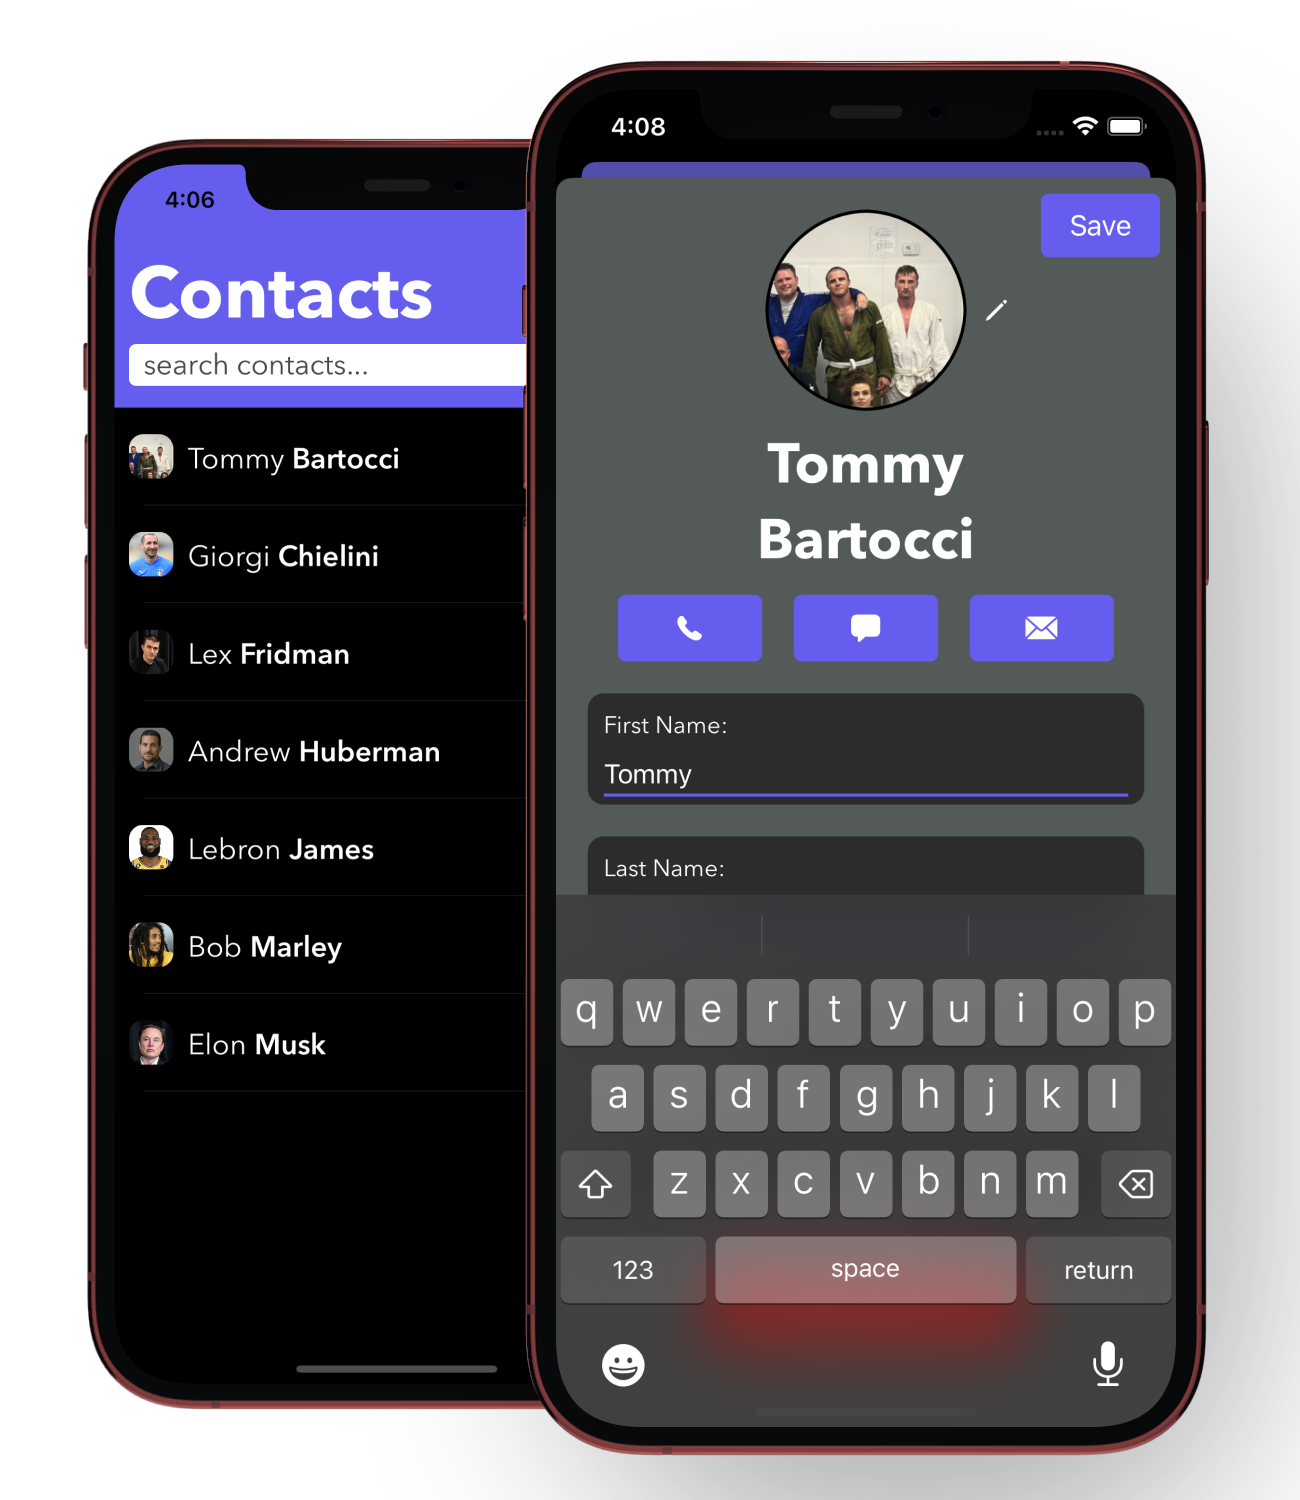 4:06
Contacts
search contacts...
Tommy Bartocci
Giorgi Chielini
Lex Fridman
Andrew Huberman
Lebron James
Bob Marley
Elon Musk
4:08
Save
Tommy
Bartocci
First Name:
Tommy
Last Name:
q w e r t y u i o p
a s d f g h j k l
z x c v b n m
123 space return